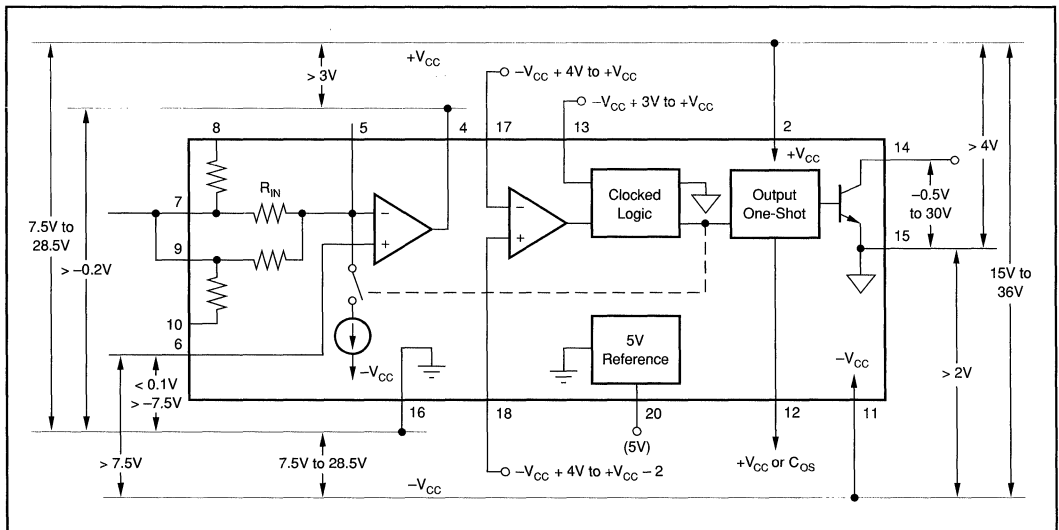 +V_CC
> 3V
–V_CC + 4V to +V_CC
–V_CC + 3V to +V_CC
8
5
4
17
13
2
14
> 4V
+V_CC
R_IN
7
Clocked
Logic
Output
One-Shot
–0.5V
to 30V
7.5V to
28.5V
> –0.2V
9
15
15V to
36V
10
6
5V
Reference
–V_CC
–V_CC
< 0.1V
> –7.5V
> 2V
16
18
20
12
11
(5V)
> 7.5V
7.5V to 28.5V
–V_CC + 4V to +V_CC – 2
+V_CC or C_OS
–V_CC